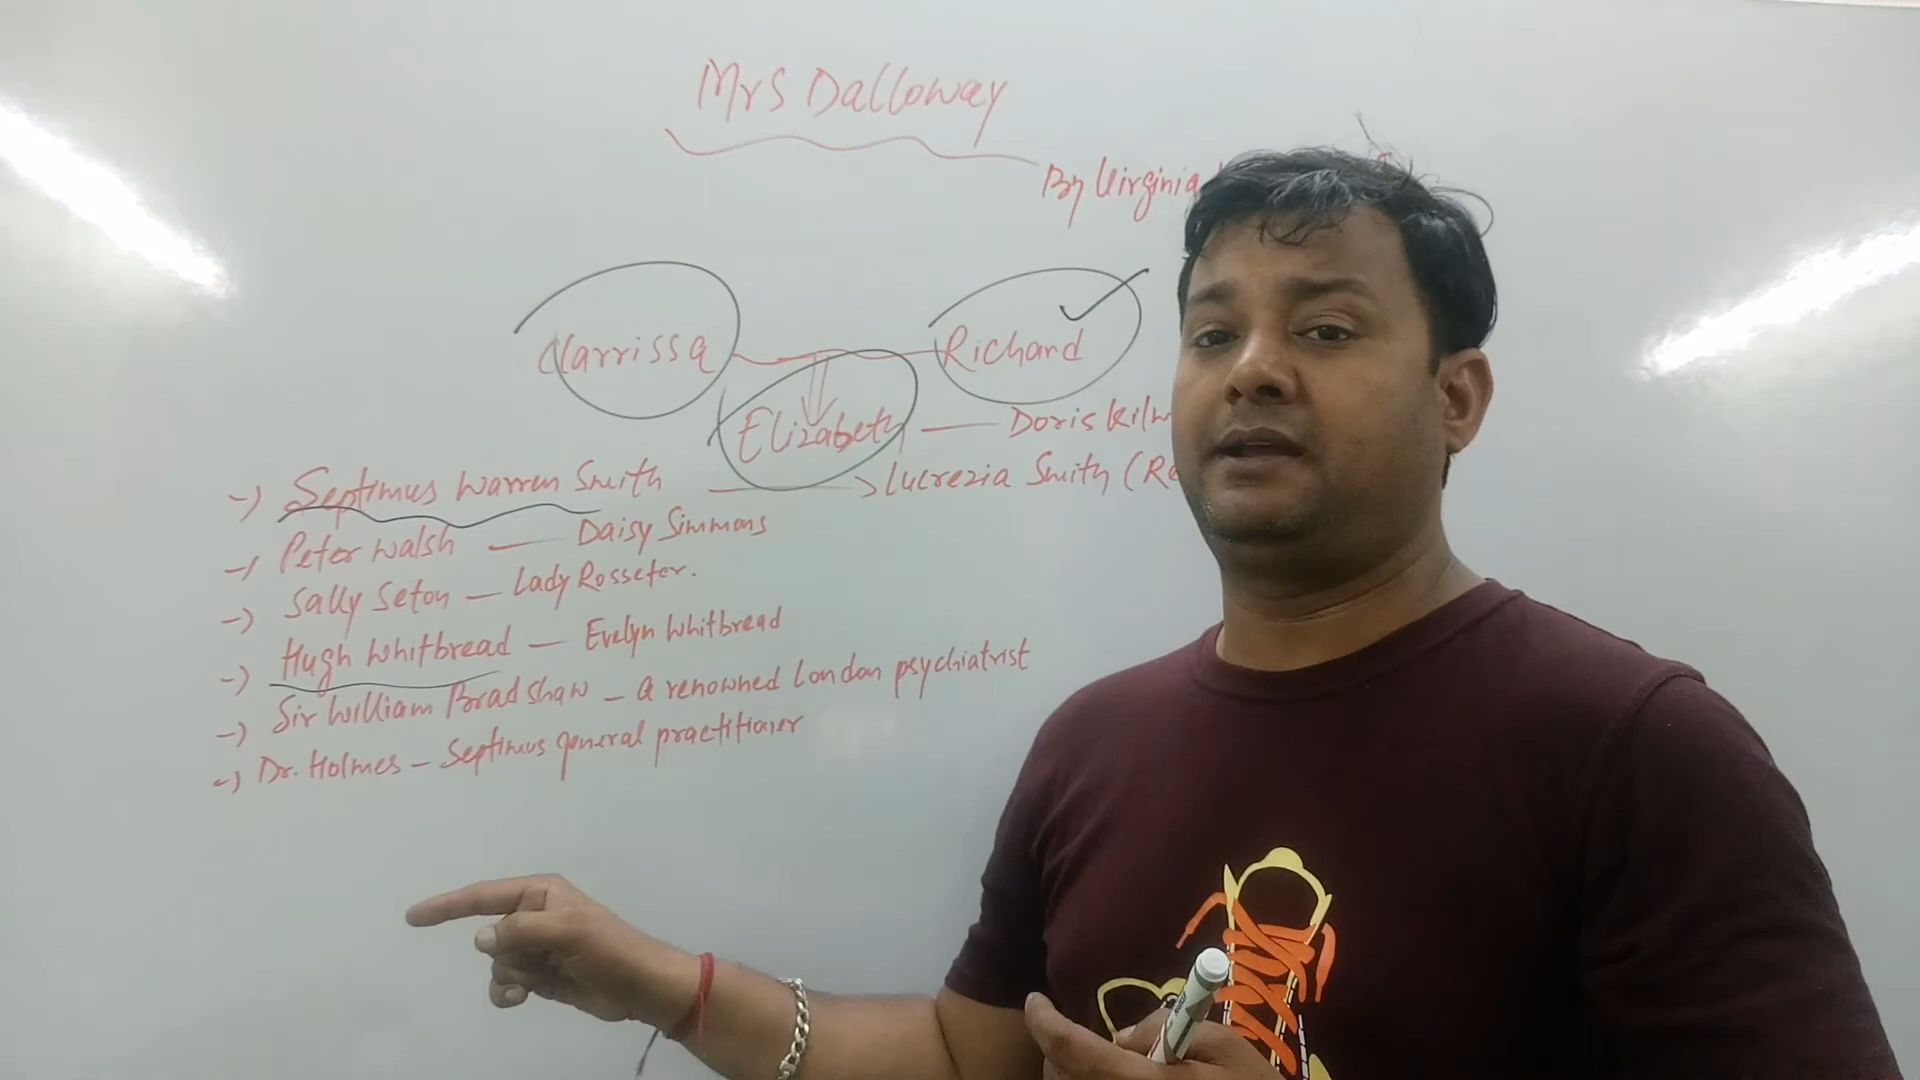 Mrs Dalloway
By Virginia
Clarrissa Richard
Elizabeth — Doris Kilm
-) Septimus Warren Smith —> Lucrezia Smith (Re
-) Peter Walsh — Daisy Simmons
-) Sally Seton — Lady Rosseter.
-) Hugh Whitbread — Evelyn Whitbread
-) Sir William Bradshaw — a renowned London psychiatrist
-) Dr. Holmes — Septimus general practitioner